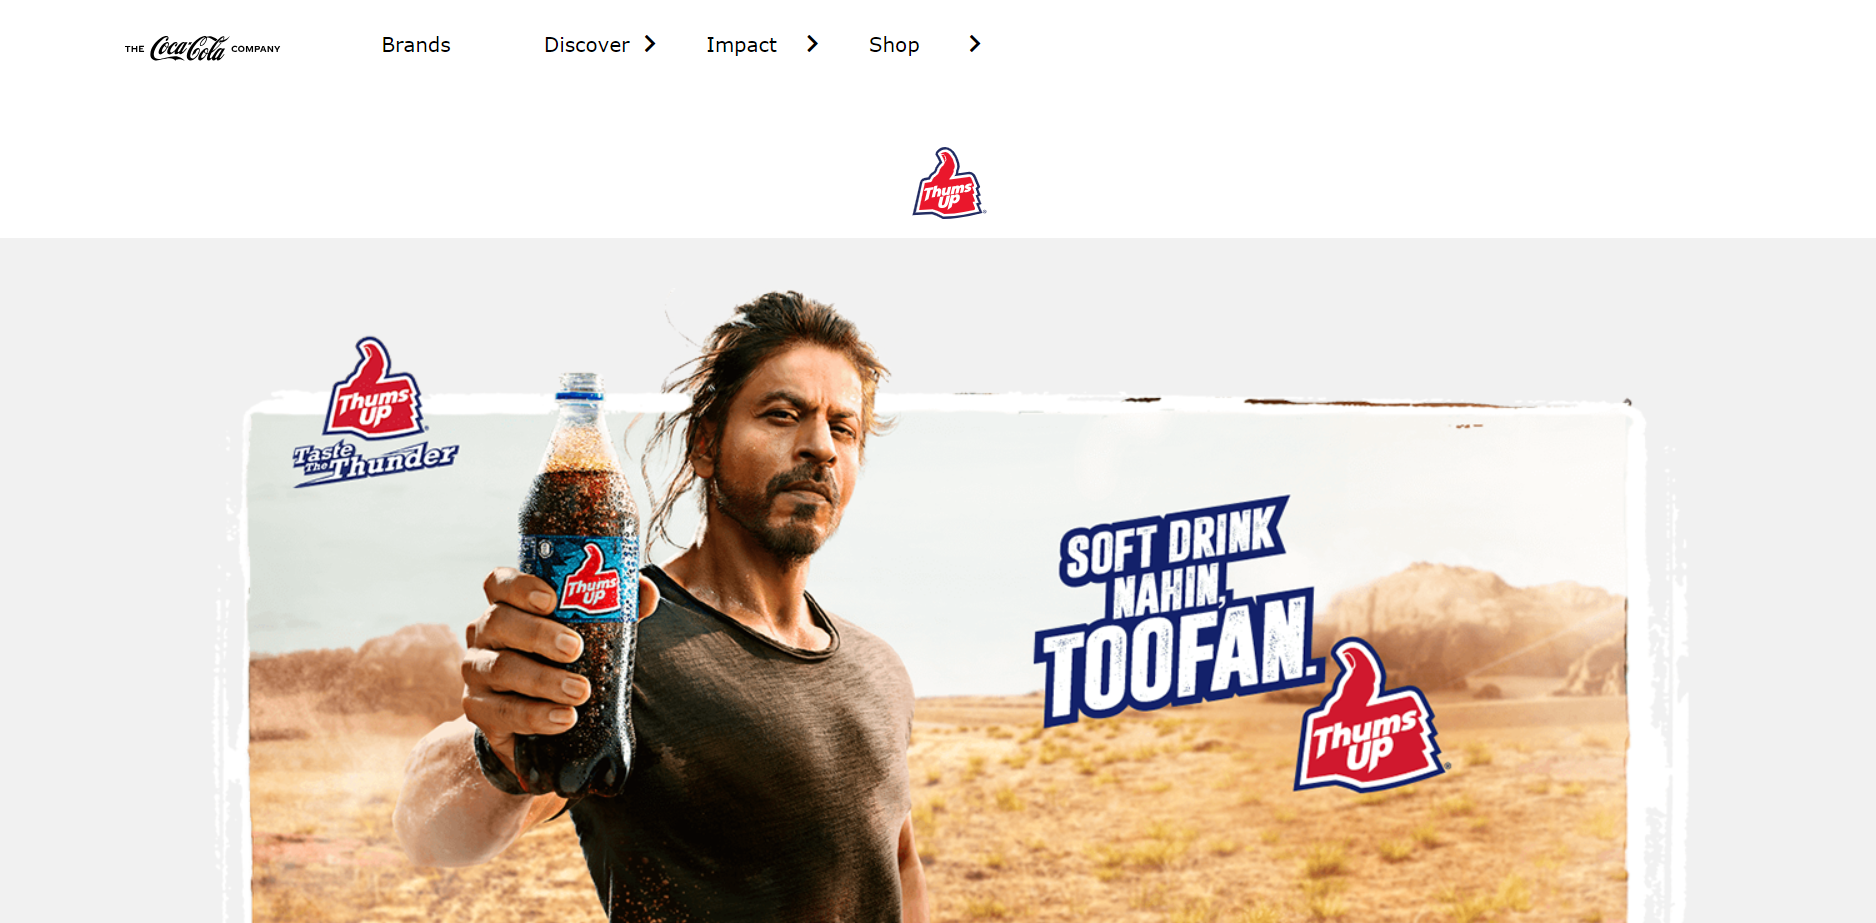 THE Coca-Cola COMPANY
Brands
Discover
Impact
Shop
Thums
UP
Thums
UP
Taste
The Thunder
Thums
UP
SOFT DRINK
NAHIN,
TOOFAN.
Thums
UP